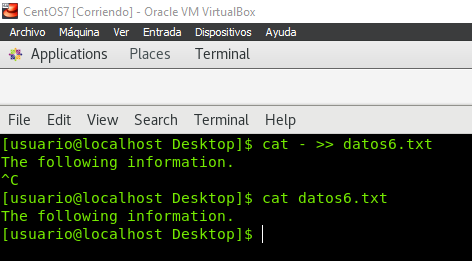 CentOS7 [Corriendo] - Oracle VM VirtualBox
Archivo Máquina Ver Entrada Dispositivos Ayuda
Applications Places Terminal
File Edit View Search Terminal Help
[usuario@localhost Desktop]$ cat - >> datos6.txt
The following information.
^C
[usuario@localhost Desktop]$ cat datos6.txt
The following information.
[usuario@localhost Desktop]$